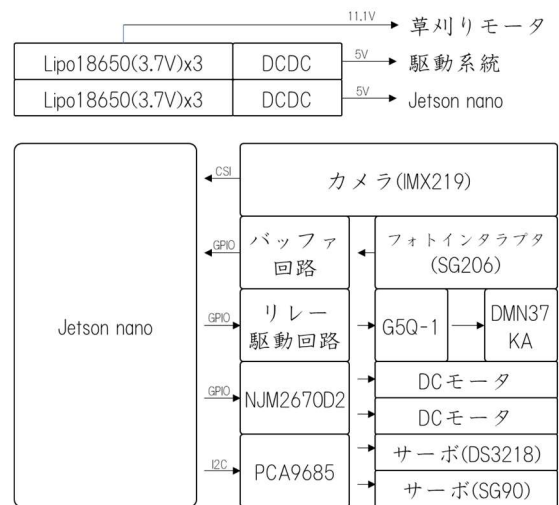 11.1V
草刈りモータ
Lipo18650(3.7V)x3
DCDC
5V
駆動系統
Lipo18650(3.7V)x3
DCDC
5V
Jetson nano
Jetson nano
CSI
カメラ(IMX219)
GPIO
バッファ
回路
フォトインタラプタ
(SG206)
GPIO
リレー
駆動回路
G5Q-1
DMN37
KA
GPIO
NJM2670D2
DCモータ
DCモータ
I2C
PCA9685
サーボ(DS3218)
サーボ(SG90)